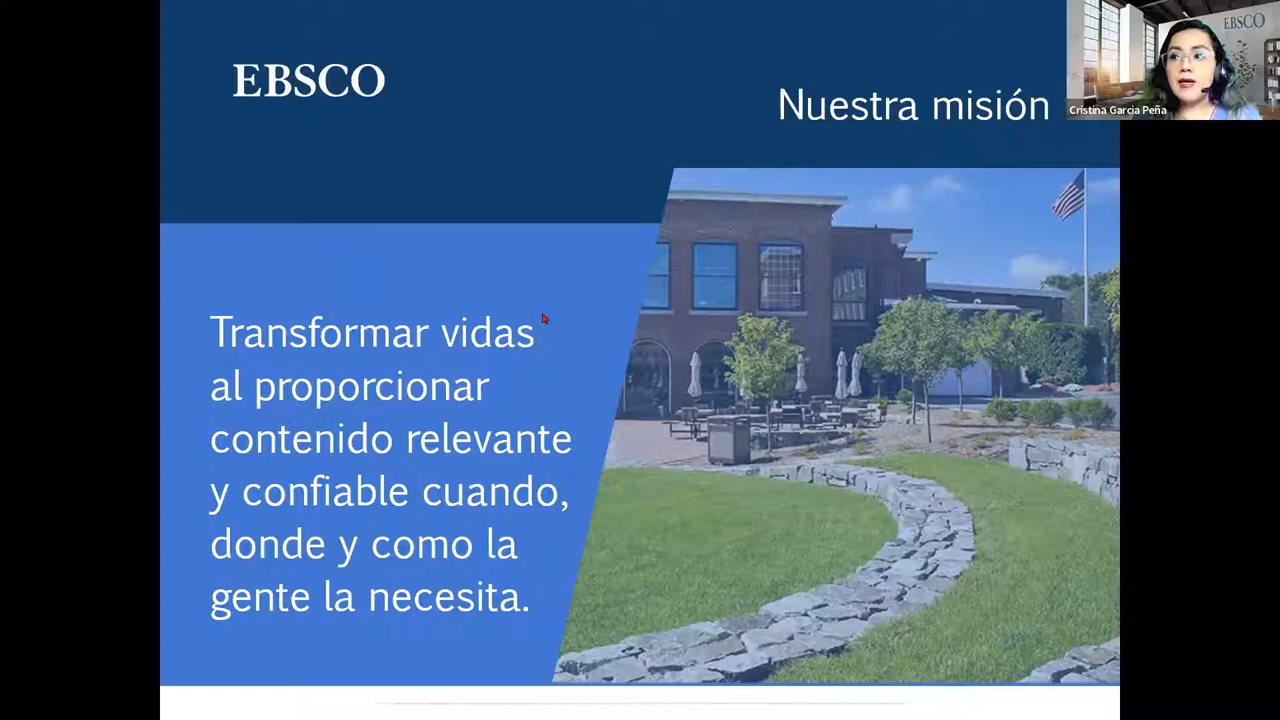 EBSCO
Nuestra misión
EBSCO
Cristina Garcia Peña
Transformar vidas
al proporcionar
contenido relevante
y confiable cuando,
donde y como la
gente la necesita.